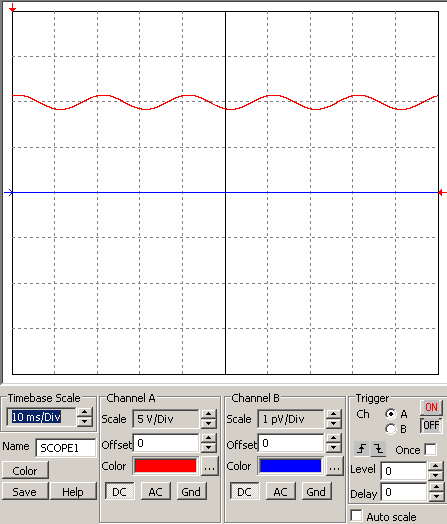 Timebase Scale
10 ms/Div
Name SCOPE1
Color
Save Help
Channel A
Scale 5 V/Div
Offset 0
Color ...
DC AC Gnd
Channel B
Scale 1 pV/Div
Offset 0
Color ...
DC AC Gnd
Trigger
Ch A ON
B OFF
Once
Level 0
Delay 0
Auto scale